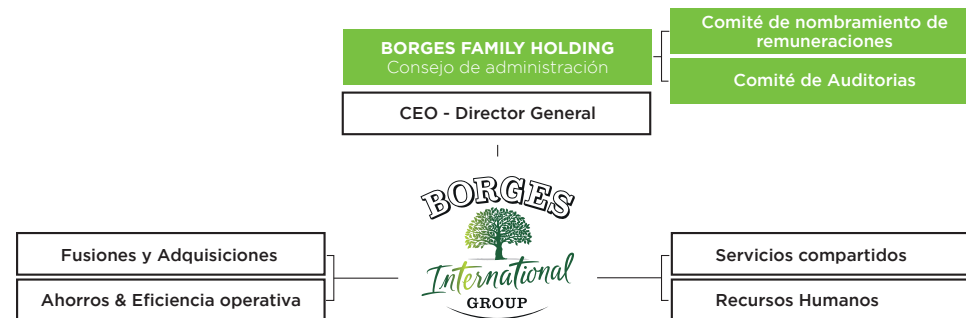 BORGES FAMILY HOLDING
Consejo de administración
Comité de nombramiento de
remuneraciones
Comité de Auditorias
CEO - Director General
BORGES
International
GROUP
Fusiones y Adquisiciones
Ahorros & Eficiencia operativa
Servicios compartidos
Recursos Humanos